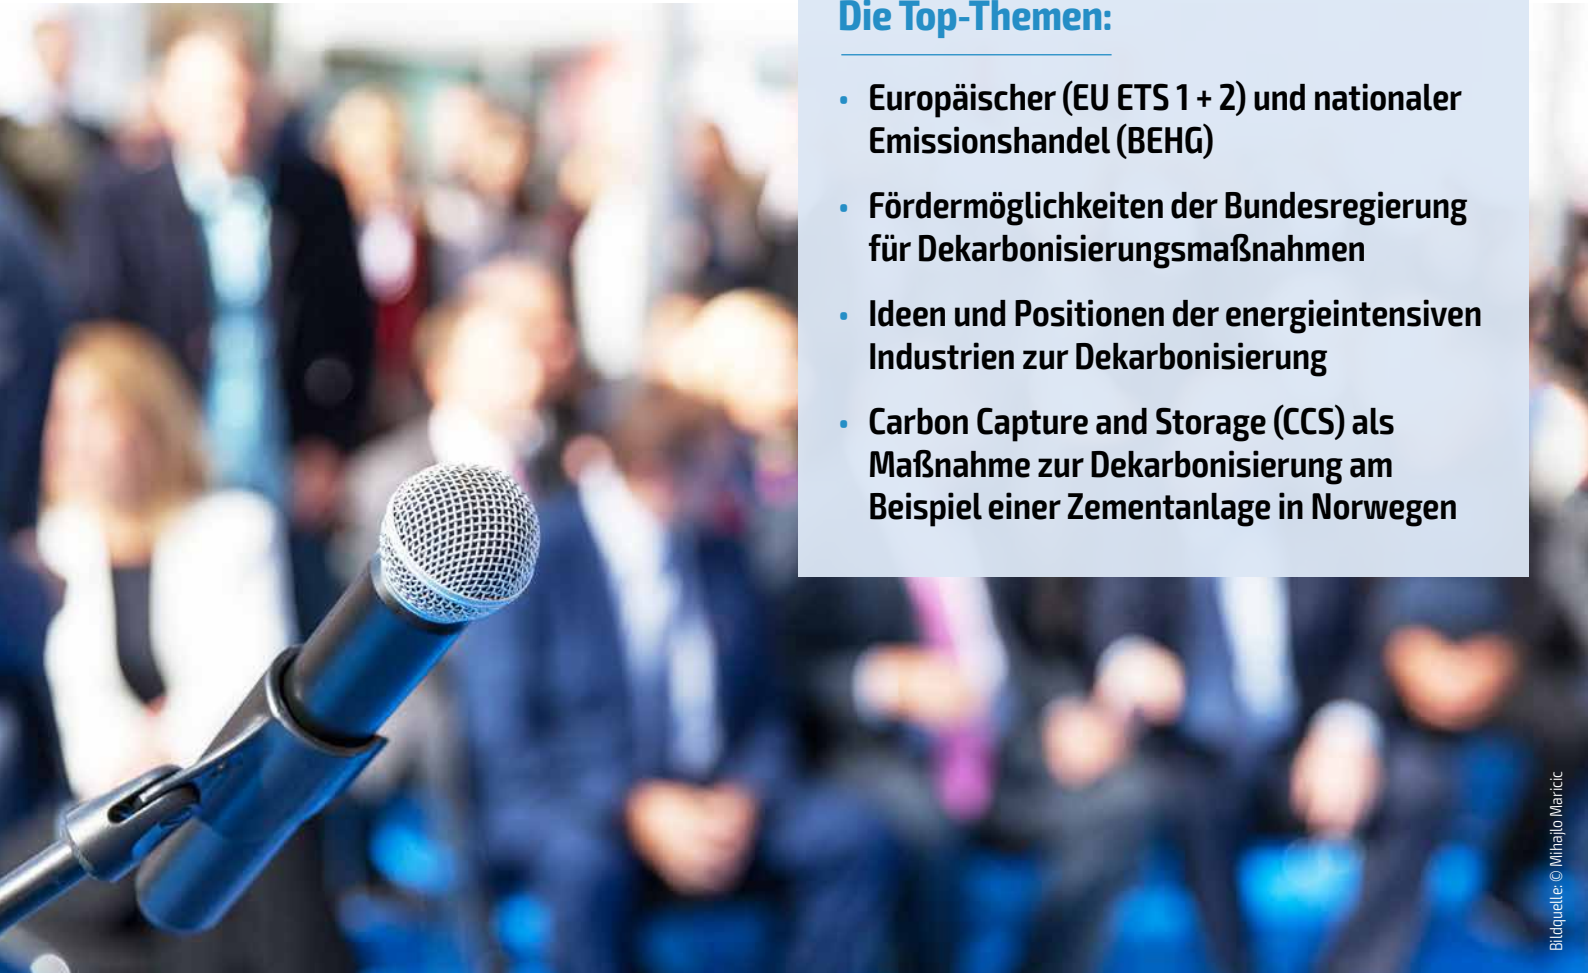 Die Top-Themen:
• Europäischer (EU ETS 1 + 2) und nationaler
Emissionshandel (BEHG)
• Fördermöglichkeiten der Bundesregierung
für Dekarbonisierungsmaßnahmen
• Ideen und Positionen der energieintensiven
Industrien zur Dekarbonisierung
• Carbon Capture and Storage (CCS) als
Maßnahme zur Dekarbonisierung am
Beispiel einer Zementanlage in Norwegen
Bildquelle: © Mihajlo Maricic